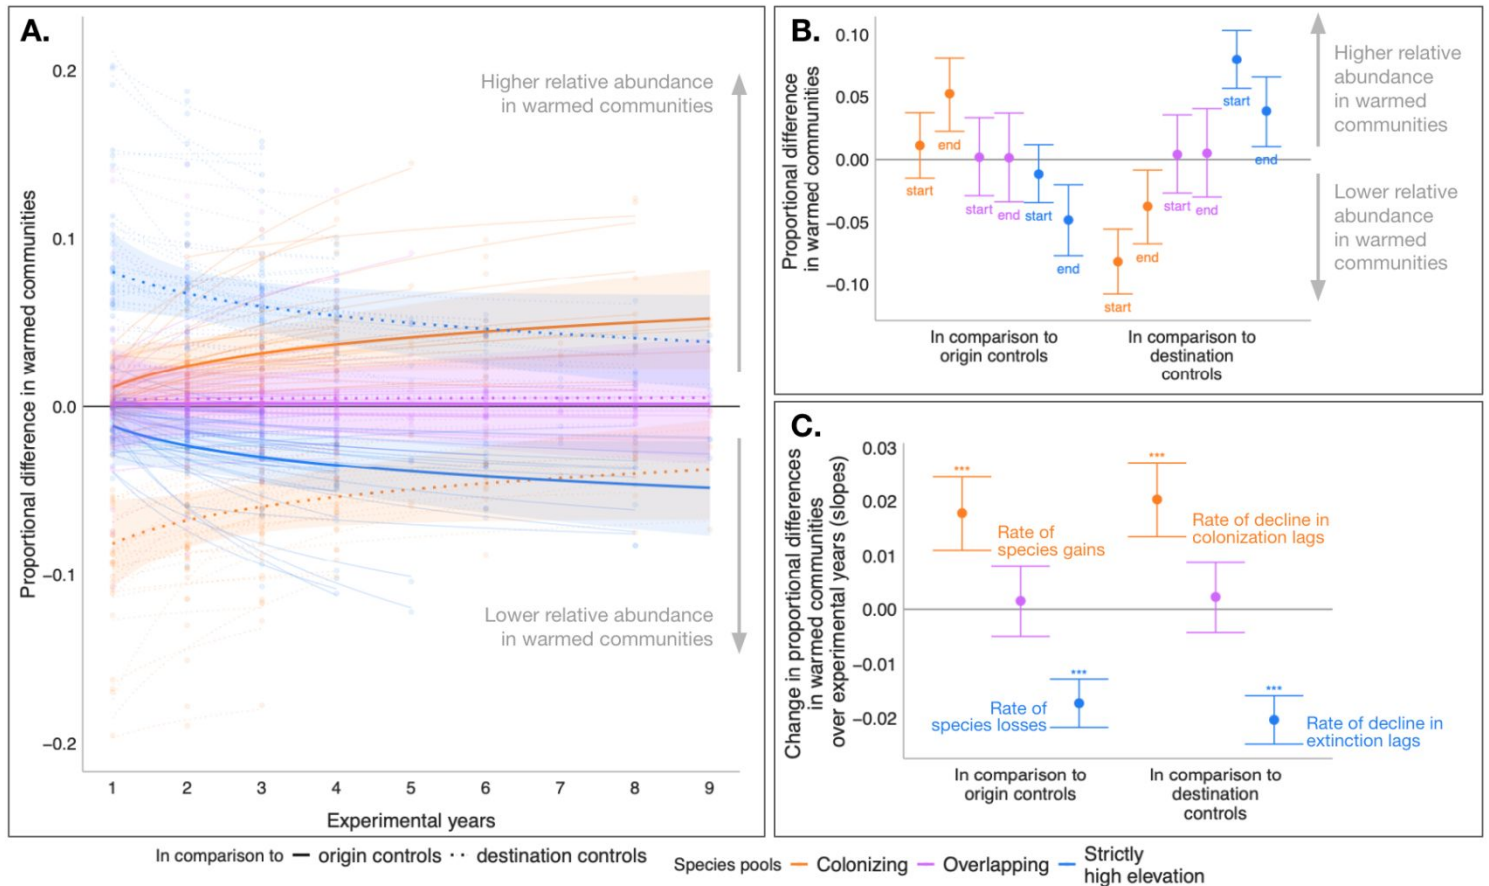 A.
Proportional difference in warmed communities
0.2
0.1
0.0
−0.1
−0.2
Higher relative abundance
in warmed communities
Lower relative abundance
in warmed communities
1 2 3 4 5 6 7 8 9
Experimental years
B.
Proportional difference
in warmed communities
0.10
0.05
0.00
−0.05
−0.10
start
end
start
end
start
end
start
end
start
end
start
end
In comparison to
origin controls
In comparison to
destination
controls
Higher relative
abundance
in warmed
communities
Lower relative
abundance
in warmed
communities
C.
Change in proportional differences
in warmed communities
over experimental years (slopes)
0.03
0.02
0.01
0.00
−0.01
−0.02
***
Rate of
species gains
***
Rate of
species losses
***
Rate of decline in
colonization lags
***
Rate of decline in
extinction lags
In comparison to
origin controls
In comparison to
destination
controls
In comparison to origin controls destination controls
Species pools Colonizing Overlapping Strictly
high elevation